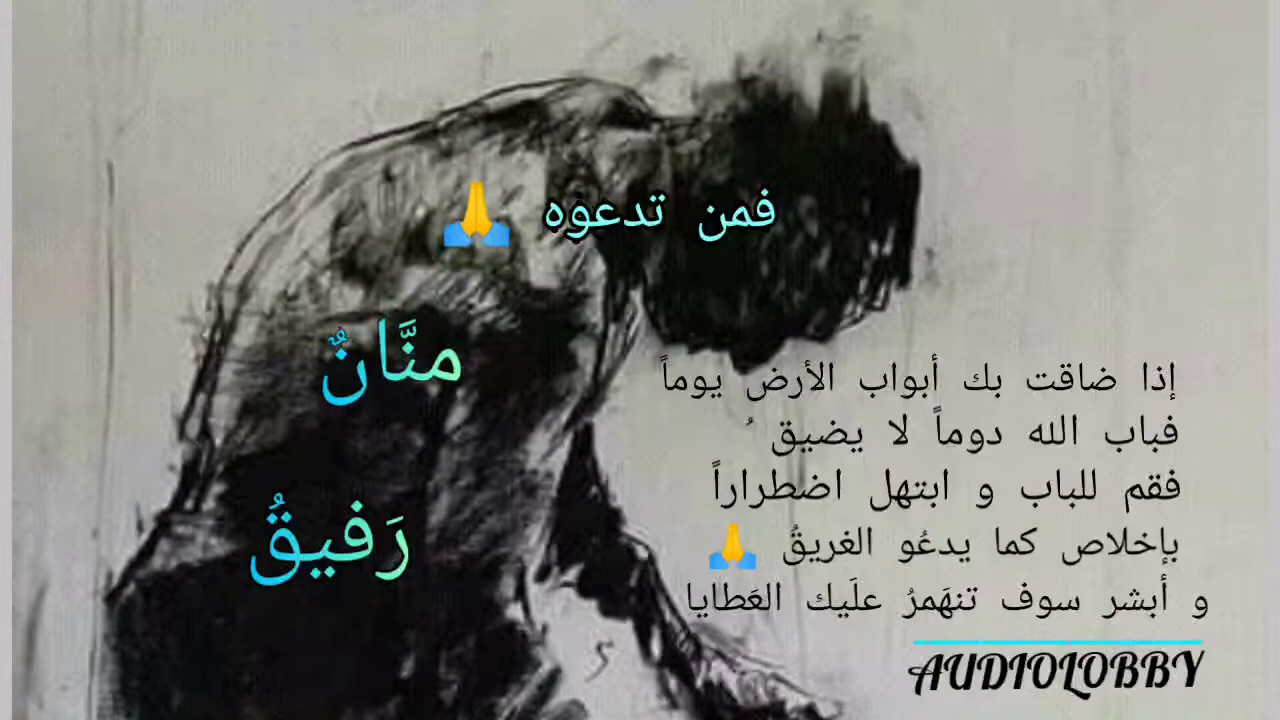 فمن تدعوه 🙏
منَّانٌ
رَفيقُ
إذا ضاقت بك أبواب الأرض يوماً
فباب الله دوماً لا يضيق ُ
فقم للباب و ابتهل اضطراراً
بإخلاص كما يدعُو الغريقُ 🙏
و أبشر سوف تنهَمرُ علَيك العَطايا
AUDIOLOBBY